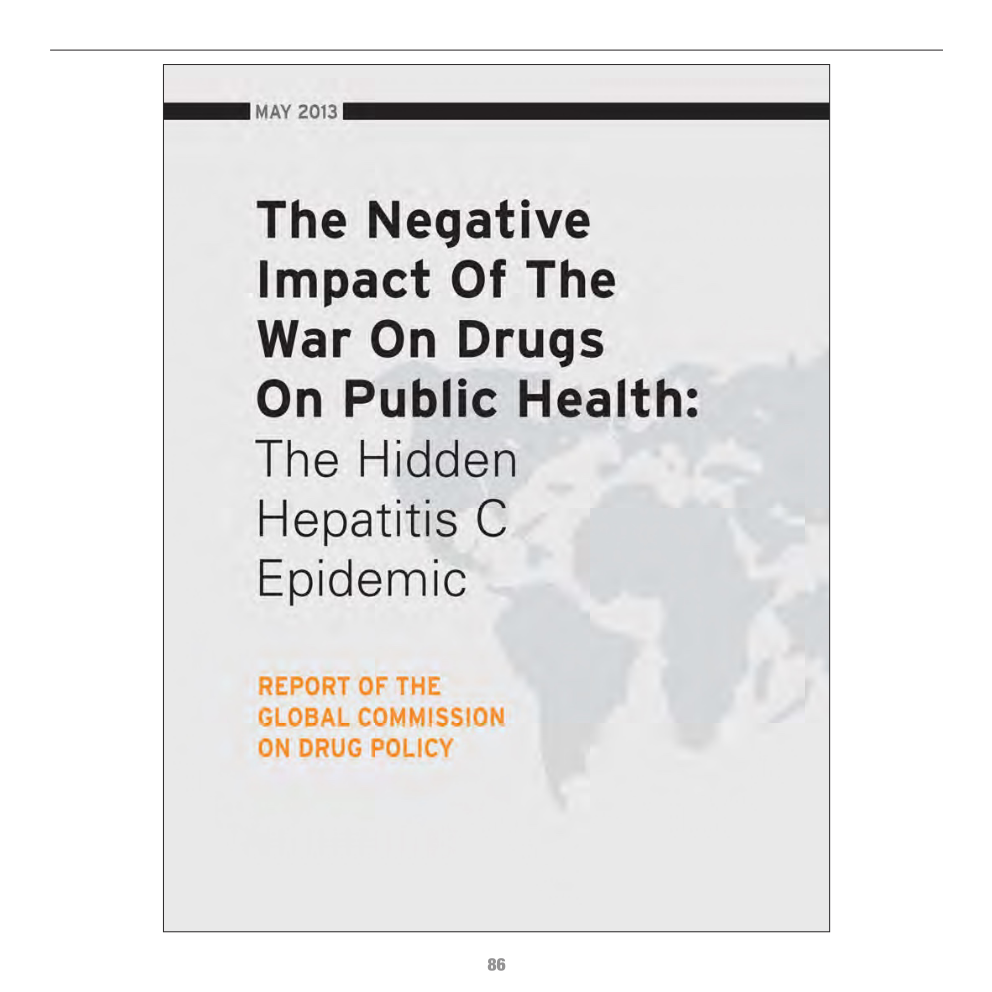 MAY 2013
The Negative
Impact Of The
War On Drugs
On Public Health:
The Hidden
Hepatitis C
Epidemic
REPORT OF THE
GLOBAL COMMISSION
ON DRUG POLICY
86